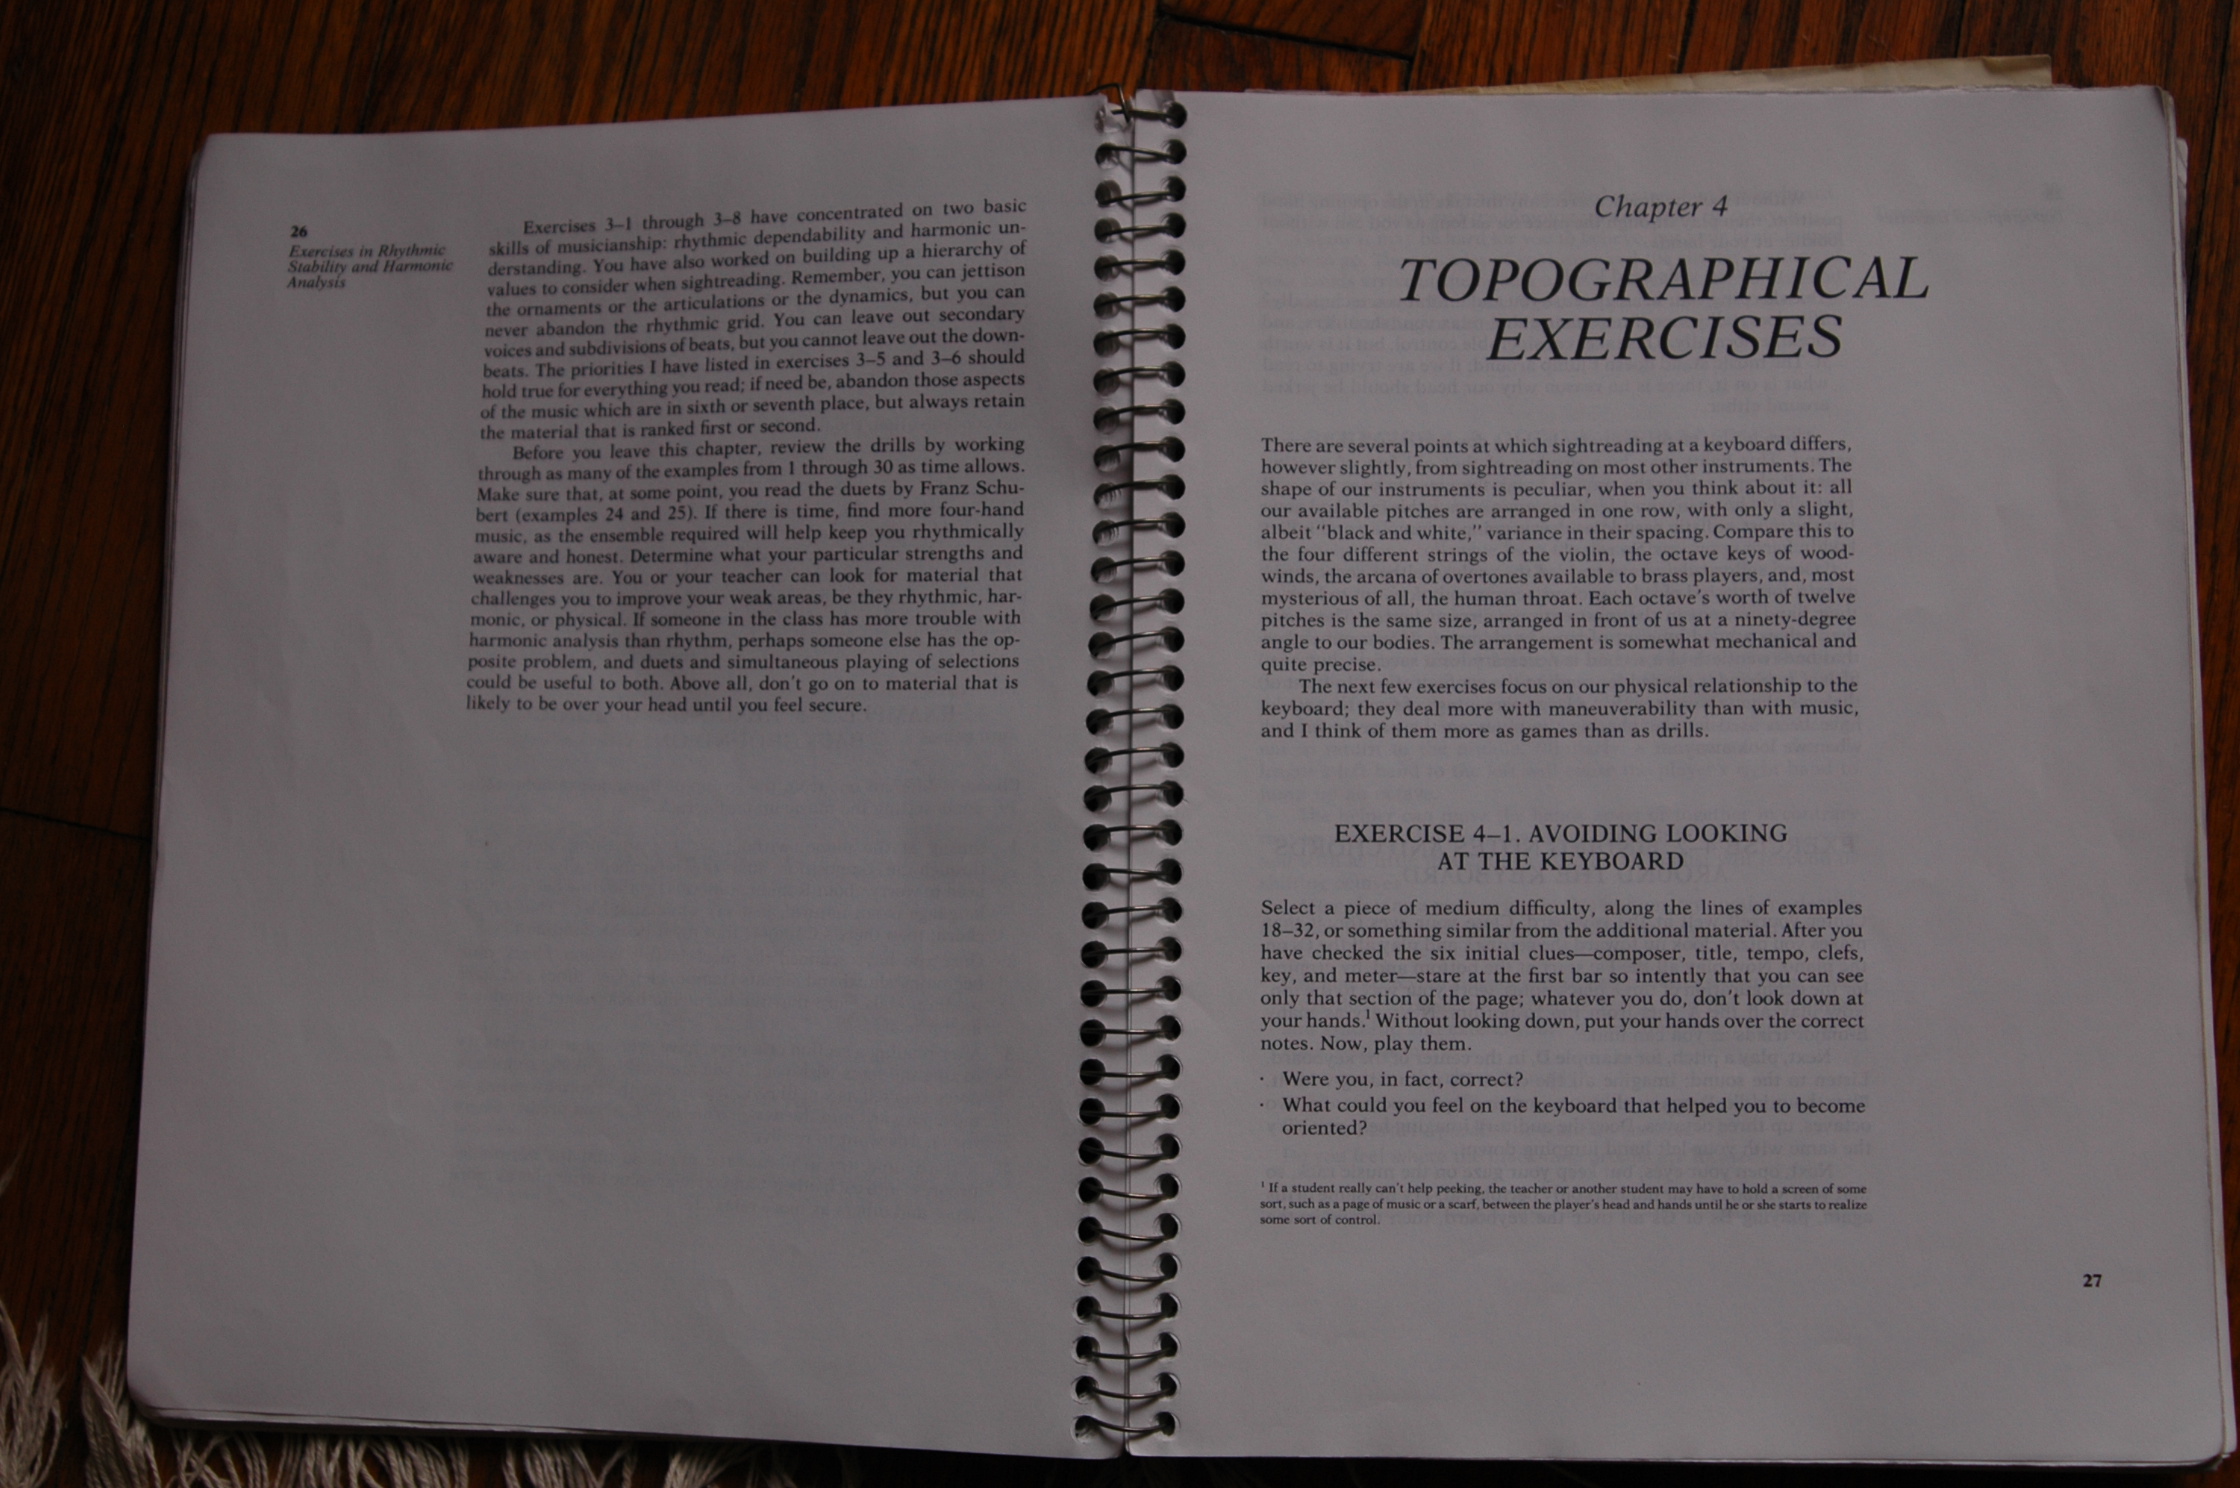 26
Exercises in Rhythmic
Stability and Harmonic
Analysis
Exercises 3–1 through 3–8 have concentrated on two basic
skills of musicianship: rhythmic dependability and harmonic un-
derstanding. You have also worked on building up a hierarchy of
values to consider when sightreading. Remember, you can jettison
the ornaments or the articulations or the dynamics, but you can
never abandon the rhythmic grid. You can leave out secondary
voices and subdivisions of beats, but you cannot leave out the down-
beats. The priorities I have listed in exercises 3–5 and 3–6 should
hold true for everything you read; if need be, abandon those aspects
of the music which are in sixth or seventh place, but always retain
the material that is ranked first or second.
Before you leave this chapter, review the drills by working
through as many of the examples from 1 through 30 as time allows.
Make sure that, at some point, you read the duets by Franz Schu-
bert (examples 24 and 25). If there is time, find more four-hand
music, as the ensemble required will help keep you rhythmically
aware and honest. Determine what your particular strengths and
weaknesses are. You or your teacher can look for material that
challenges you to improve your weak areas, be they rhythmic, har-
monic, or physical. If someone in the class has more trouble with
harmonic analysis than rhythm, perhaps someone else has the op-
posite problem, and duets and simultaneous playing of selections
could be useful to both. Above all, don't go on to material that is
likely to be over your head until you feel secure.
Chapter 4
TOPOGRAPHICAL
EXERCISES
There are several points at which sightreading at a keyboard differs,
however slightly, from sightreading on most other instruments. The
shape of our instruments is peculiar, when you think about it: all
our available pitches are arranged in one row, with only a slight,
albeit "black and white," variance in their spacing. Compare this to
the four different strings of the violin, the octave keys of wood-
winds, the arcana of overtones available to brass players, and, most
mysterious of all, the human throat. Each octave's worth of twelve
pitches is the same size, arranged in front of us at a ninety-degree
angle to our bodies. The arrangement is somewhat mechanical and
quite precise.
The next few exercises focus on our physical relationship to the
keyboard; they deal more with maneuverability than with music,
and I think of them more as games than as drills.
EXERCISE 4–1. AVOIDING LOOKING
AT THE KEYBOARD
Select a piece of medium difficulty, along the lines of examples
18–32, or something similar from the additional material. After you
have checked the six initial clues—composer, title, tempo, clefs,
key, and meter—stare at the first bar so intently that you can see
only that section of the page; whatever you do, don't look down at
your hands.¹ Without looking down, put your hands over the correct
notes. Now, play them.
· Were you, in fact, correct?
· What could you feel on the keyboard that helped you to become
oriented?
¹ If a student really can't help peeking, the teacher or another student may have to hold a screen of some
sort, such as a page of music or a scarf, between the player's head and hands until he or she starts to realize
some sort of control.
27